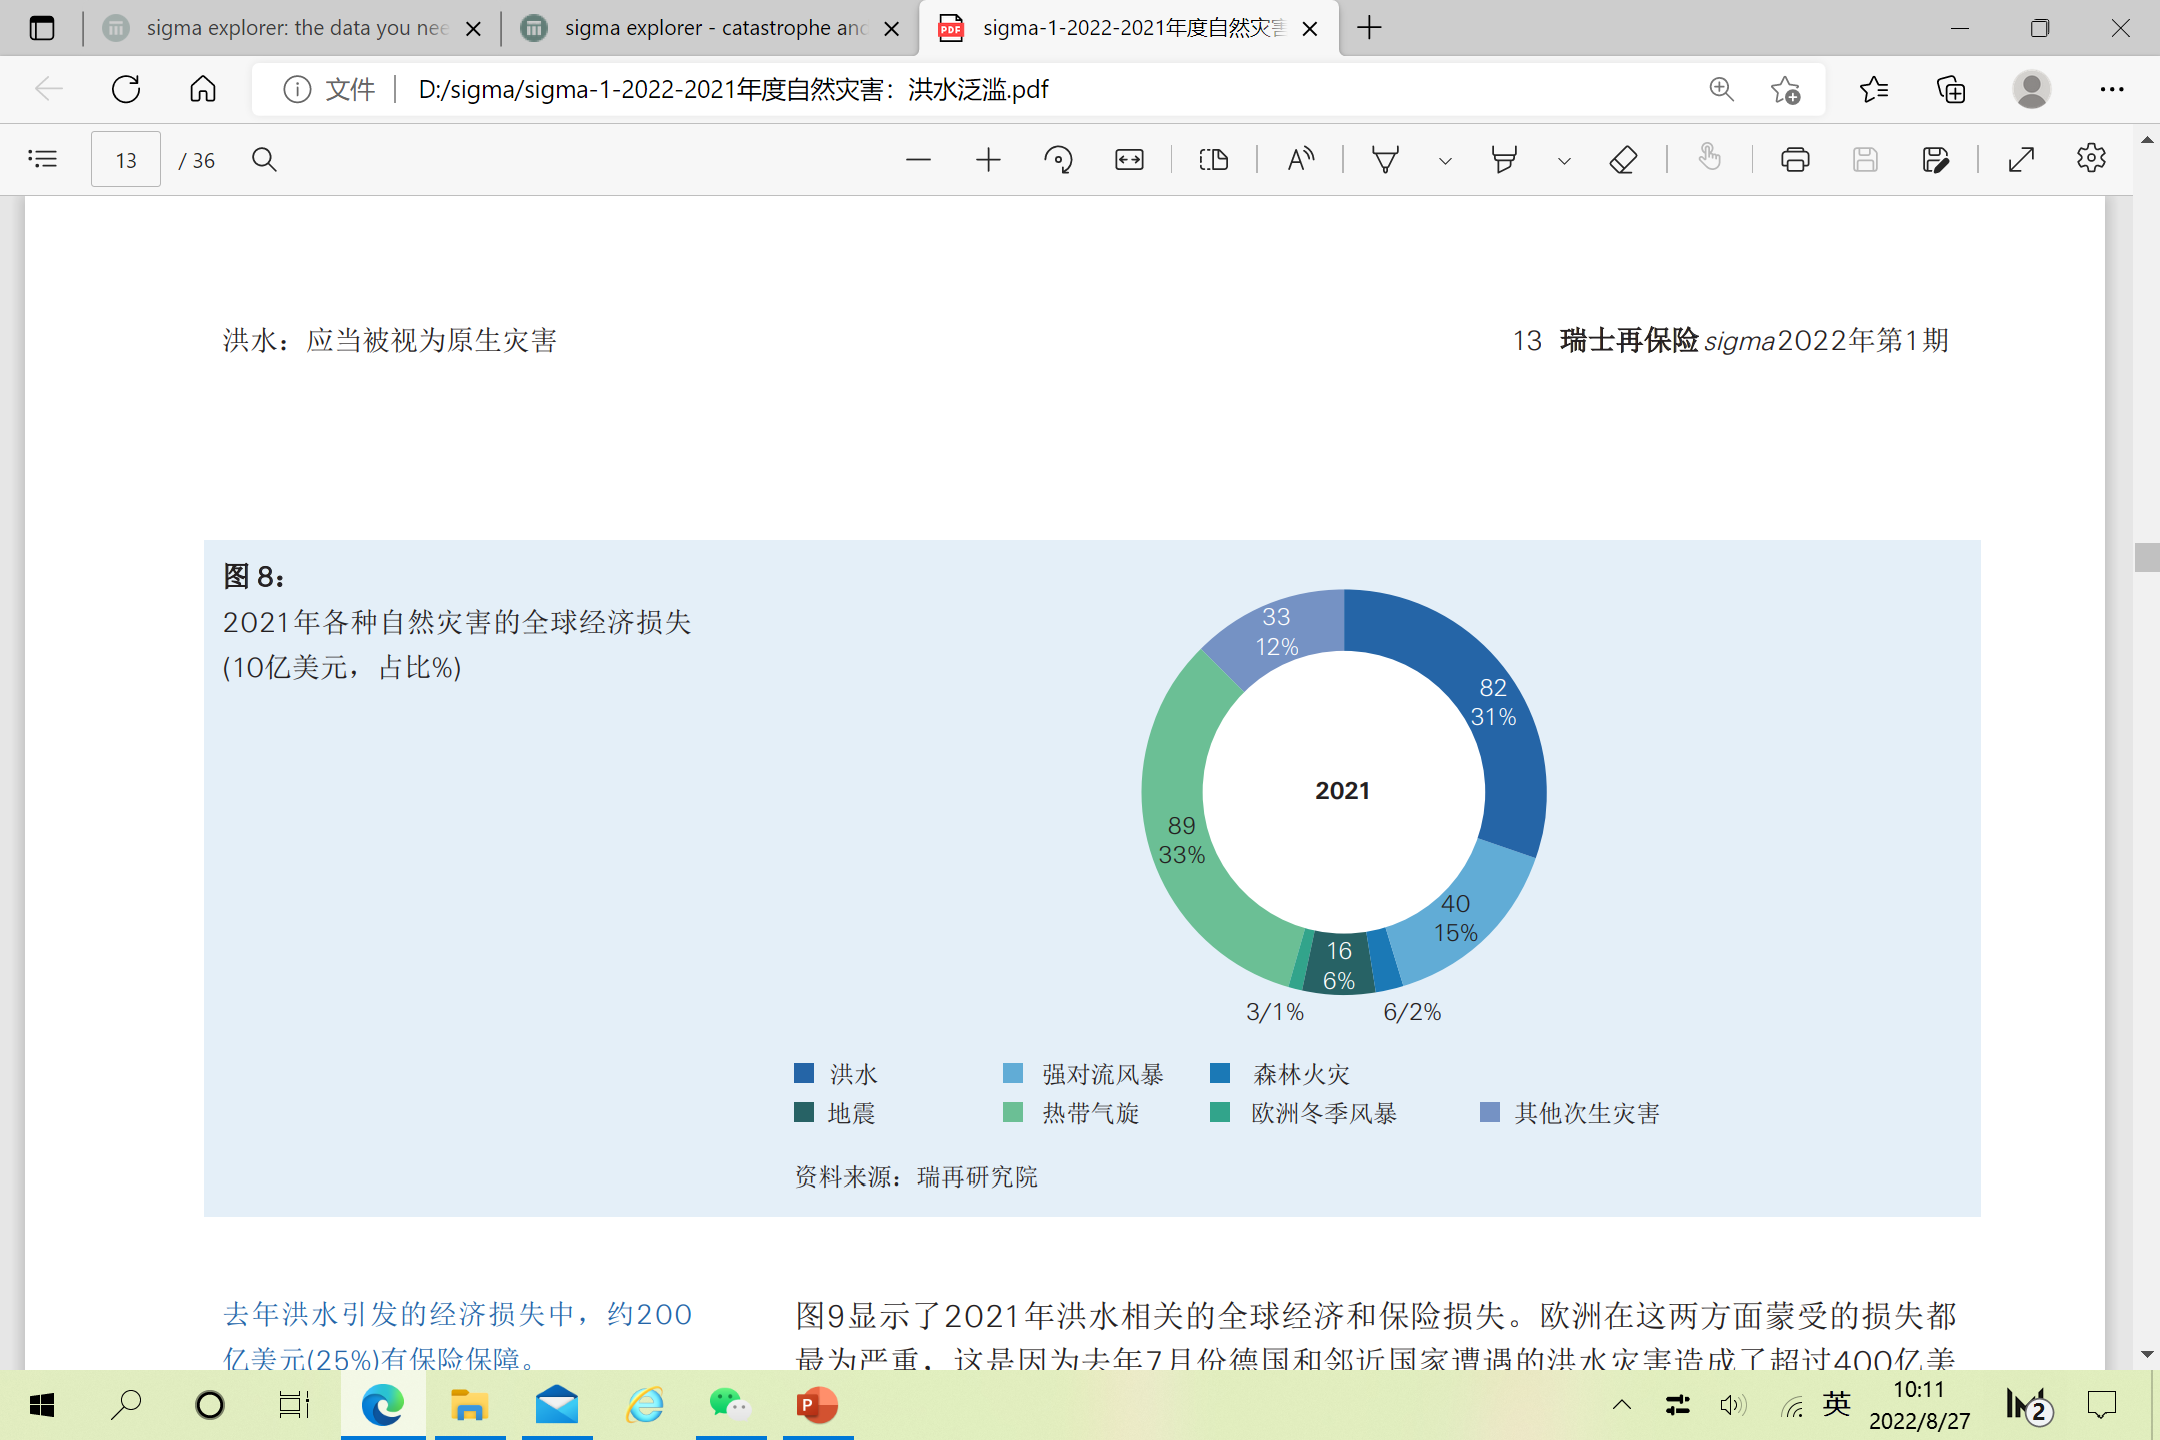 sigma explorer: the data you nee
sigma explorer - catastrophe and
sigma-1-2022-2021年度自然灾害
文件
D:/sigma/sigma-1-2022-2021年度自然灾害：洪水泛滥.pdf
13
/ 36
洪水：应当被视为原生灾害
13 瑞士再保险 sigma 2022年第1期
图 8：
2021年各种自然灾害的全球经济损失
(10亿美元，占比%)
33
12%
82
31%
2021
89
33%
40
15%
16
6%
3/1%
6/2%
洪水
强对流风暴
森林火灾
地震
热带气旋
欧洲冬季风暴
其他次生灾害
资料来源：瑞再研究院
去年洪水引发的经济损失中，约200
亿美元(25%)有保险保障。
图9显示了2021年洪水相关的全球经济和保险损失。欧洲在这两方面蒙受的损失都
最为严重，这是因为去年7月份德国和邻近国家遭遇的洪水灾害造成了超过400亿美
英
10:11
2022/8/27
2